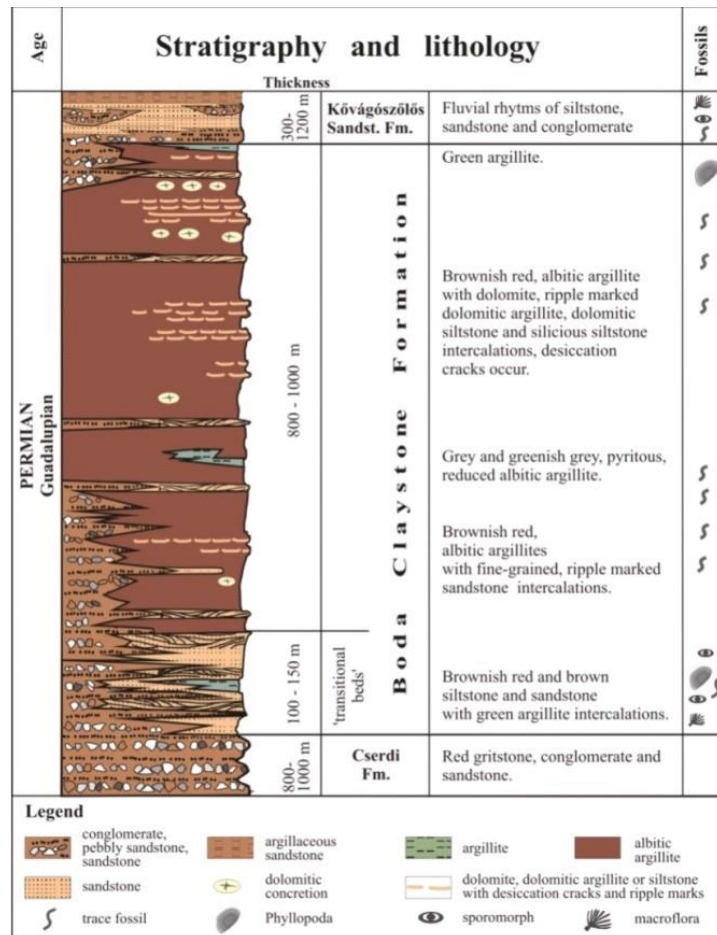 Age
Stratigraphy and lithology
Fossils
Thickness
300-
1200 m
Kővágószőlős
Sandst. Fm.
Fluvial rhytms of siltstone,
sandstone and conglomerate
PERMIAN
Guadalupian
800 - 1000 m
Boda Claystone Formation
Green argillite.
Brownish red, albitic argillite
with dolomite, ripple marked
dolomitic argillite, dolomitic
siltstone and silicious siltstone
intercalations, desiccation
cracks occur.
Grey and greenish grey, pyritous,
reduced albitic argillite.
Brownish red,
albitic argillites
with fine-grained, ripple marked
sandstone intercalations.
100 - 150 m
'transitional
beds'
Brownish red and brown
siltstone and sandstone
with green argillite intercalations.
800-
1000 m
Cserdi
Fm.
Red gritstone, conglomerate and
sandstone.
Legend
conglomerate,
pebbly sandstone,
sandstone
argillaceous
sandstone
argillite
albitic
argillite
sandstone
dolomitic
concretion
dolomite, dolomitic argillite or siltstone
with desiccation cracks and ripple marks
trace fossil
Phyllopoda
sporomorph
macroflora